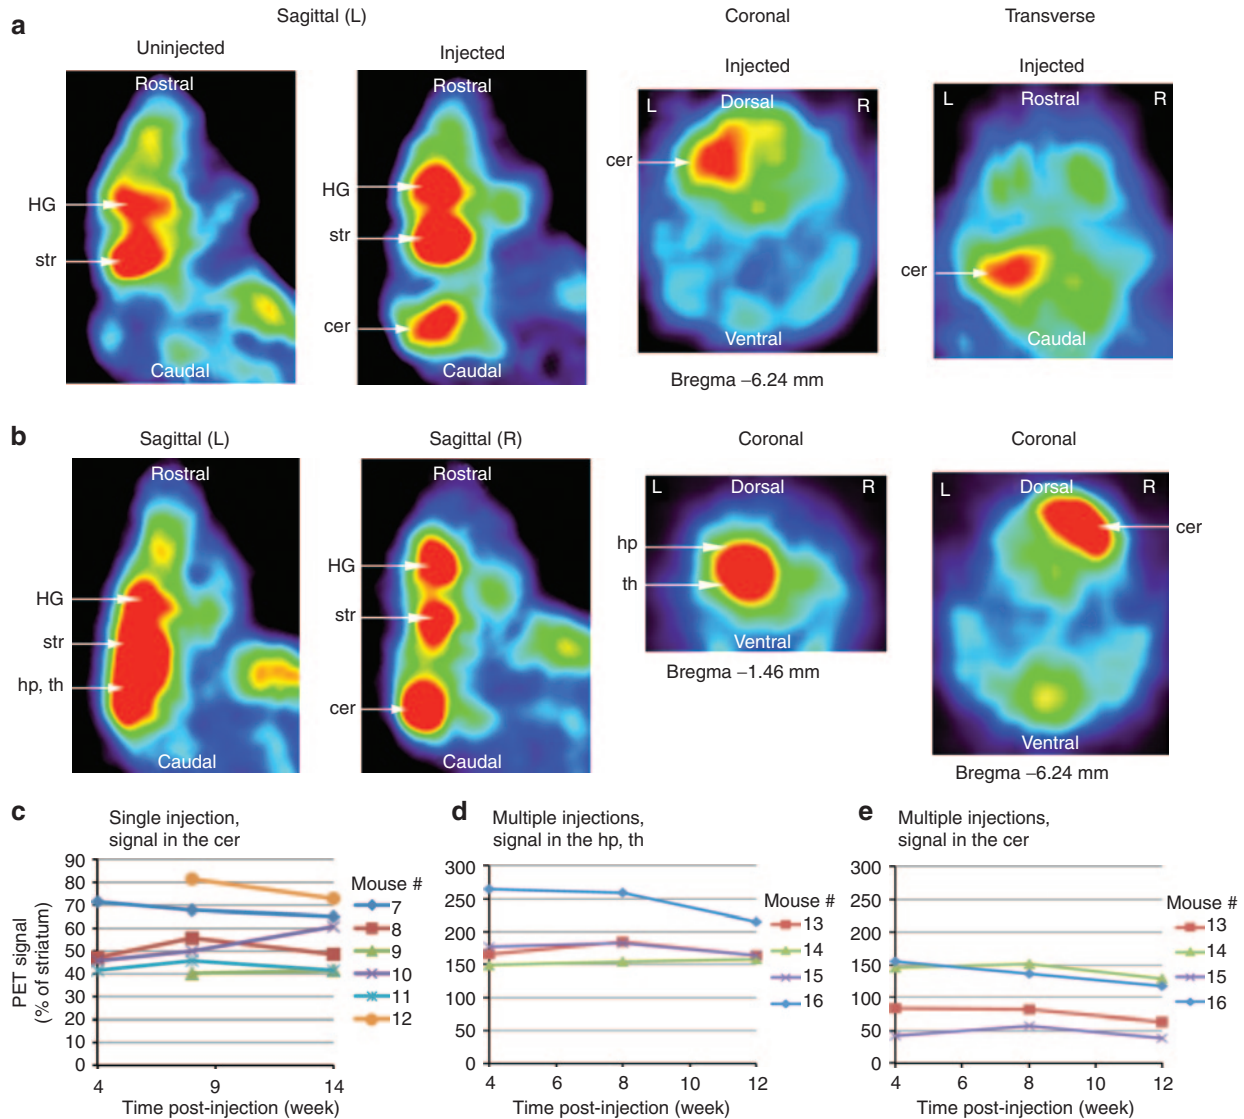 a
Sagittal (L)
Coronal
Transverse
Uninjected
Injected
Injected
Injected
Rostral
HG
str
Caudal
Rostral
HG
str
cer
Caudal
L
Dorsal
R
cer
Ventral
Bregma −6.24 mm
L
Rostral
R
cer
Caudal
b
Sagittal (L)
Sagittal (R)
Coronal
Coronal
Rostral
HG
str
hp, th
Caudal
Rostral
HG
str
cer
Caudal
L
Dorsal
R
hp
th
Ventral
Bregma −1.46 mm
L
Dorsal
R
cer
Ventral
Bregma −6.24 mm
c
Single injection,
signal in the cer
PET signal
(% of striatum)
90
80
70
60
50
40
30
20
10
0
4
9
14
Time post-injection (week)
Mouse #
7
8
9
10
11
12
d
Multiple injections,
signal in the hp, th
300
250
200
150
100
50
0
4
6
8
10
12
Time post-injection (week)
Mouse #
13
14
15
16
e
Multiple injections,
signal in the cer
300
250
200
150
100
50
0
4
6
8
10
12
Time post-injection (week)
Mouse #
13
14
15
16